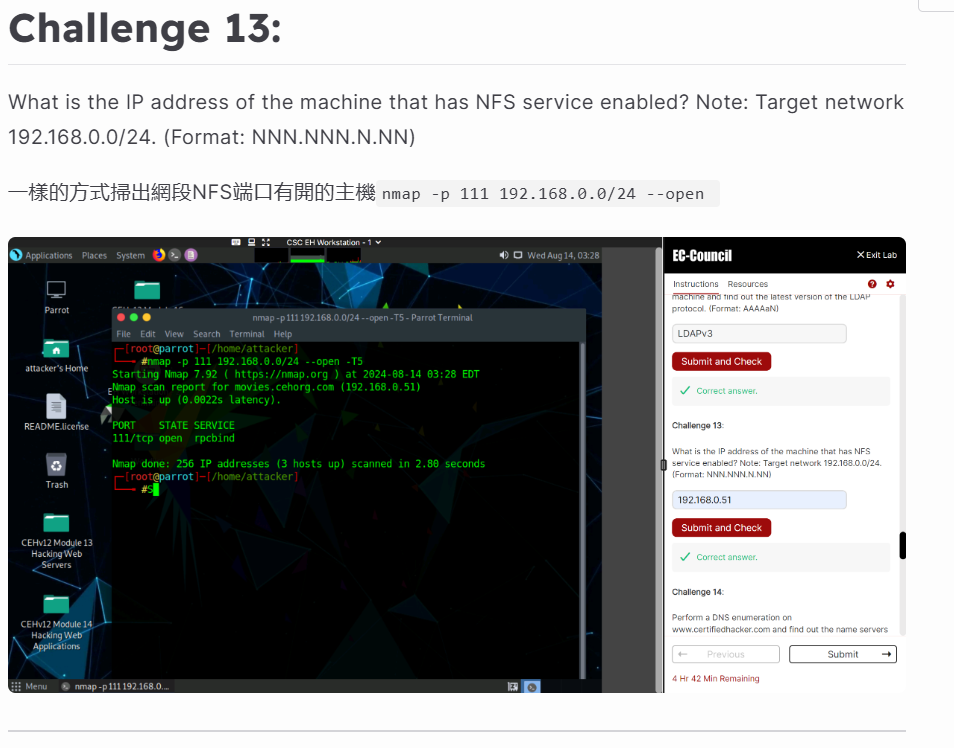 Challenge 13:
What is the IP address of the machine that has NFS service enabled? Note: Target network
192.168.0.0/24. (Format: NNN.NNN.N.NN)
一樣的方式掃出網段NFS端口有開的主機 nmap -p 111 192.168.0.0/24 --open
CSC EH Workstation - 1
Applications Places System
Wed Aug 14, 03:28
Parrot
attacker's Home
README.license
Trash
CEHv12 Module 13
Hacking Web
Servers
CEHv12 Module 14
Hacking Web
Applications
nmap -p 111 192.168.0.0/24 --open -T5 - Parrot Terminal
File Edit View Search Terminal Help
[root@parrot]-[/home/attacker]
#nmap -p 111 192.168.0.0/24 --open -T5
Starting Nmap 7.92 ( https://nmap.org ) at 2024-08-14 03:28 EDT
Nmap scan report for movies.cehorg.com (192.168.0.51)
Host is up (0.0022s latency).
PORT STATE SERVICE
111/tcp open rpcbind
Nmap done: 256 IP addresses (3 hosts up) scanned in 2.80 seconds
[root@parrot]-[/home/attacker]
#S
Menu
nmap -p 111 192.168.0....
EC-Council
Exit Lab
Instructions Resources
machine and find out the latest version of the LDAP
protocol. (Format: AAAAaN)
LDAPv3
Submit and Check
Correct answer.
Challenge 13:
What is the IP address of the machine that has NFS
service enabled? Note: Target network 192.168.0.0/24.
(Format: NNN.NNN.N.NN)
192.168.0.51
Submit and Check
Correct answer.
Challenge 14:
Perform a DNS enumeration on
www.certifiedhacker.com and find out the name servers
Previous
Submit
4 Hr 42 Min Remaining